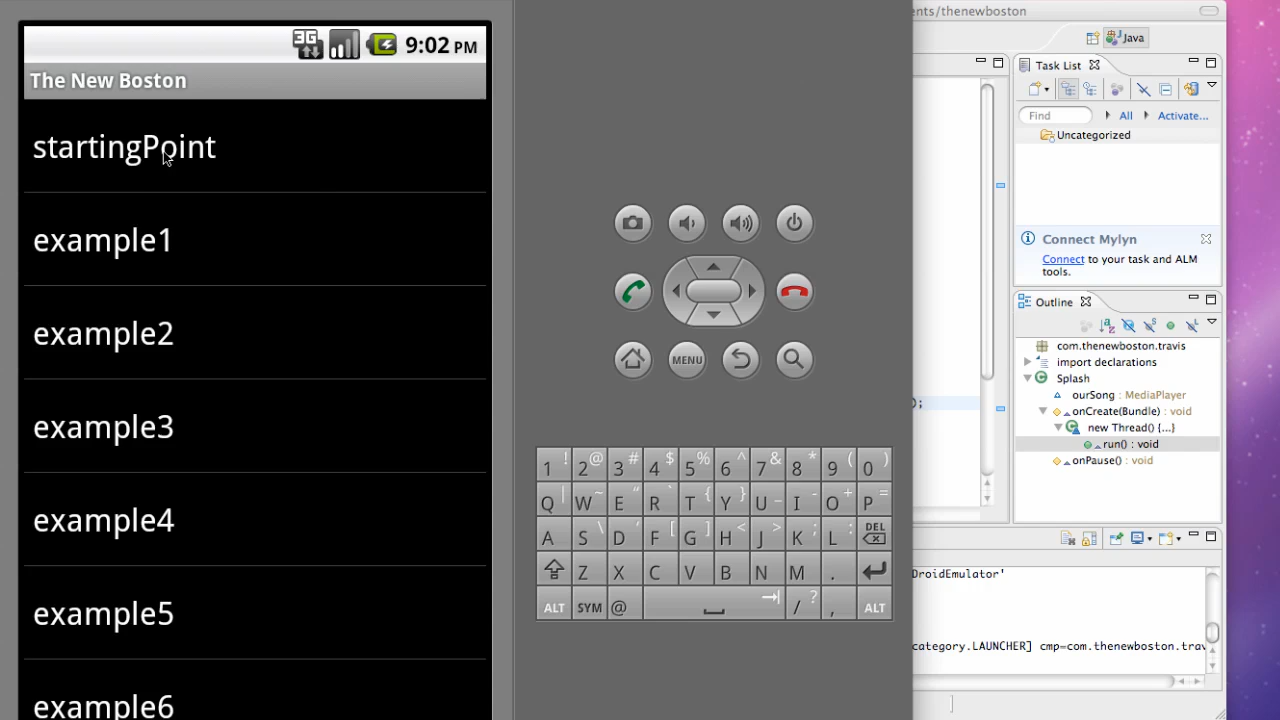 9:02 PM
The New Boston
startingPoint
example1
example2
example3
example4
example5
example6
MENU
1 ! 2 @ 3 # 4 $ 5 % 6 ^ 7 & 8 * 9 ( 0 )
Q | W ~ E " R ` T { Y } U _ I - O + P =
A S \ D ' F [ G ] H < J > K ; L : DEL
Z X C V B N M .
ALT SYM @ / ? , ALT
ents/thenewboston
Java
Task List
Find All Activate...
Uncategorized
Connect Mylyn
Connect to your task and ALM
tools.
Outline
com.thenewboston.travis
import declarations
Splash
ourSong : MediaPlayer
onCreate(Bundle) : void
new Thread() {...}
run() : void
onPause() : void
);
DroidEmulator'
category.LAUNCHER] cmp=com.thenewboston.trav